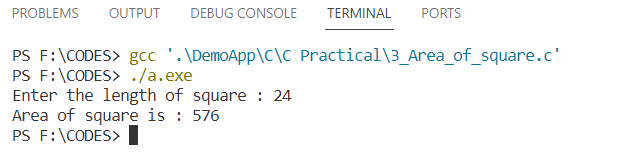 PROBLEMS OUTPUT DEBUG CONSOLE TERMINAL PORTS
PS F:\CODES> gcc '.\DemoApp\C\C Practical\3_Area_of_square.c'
PS F:\CODES> ./a.exe
Enter the length of square : 24
Area of square is : 576
PS F:\CODES>